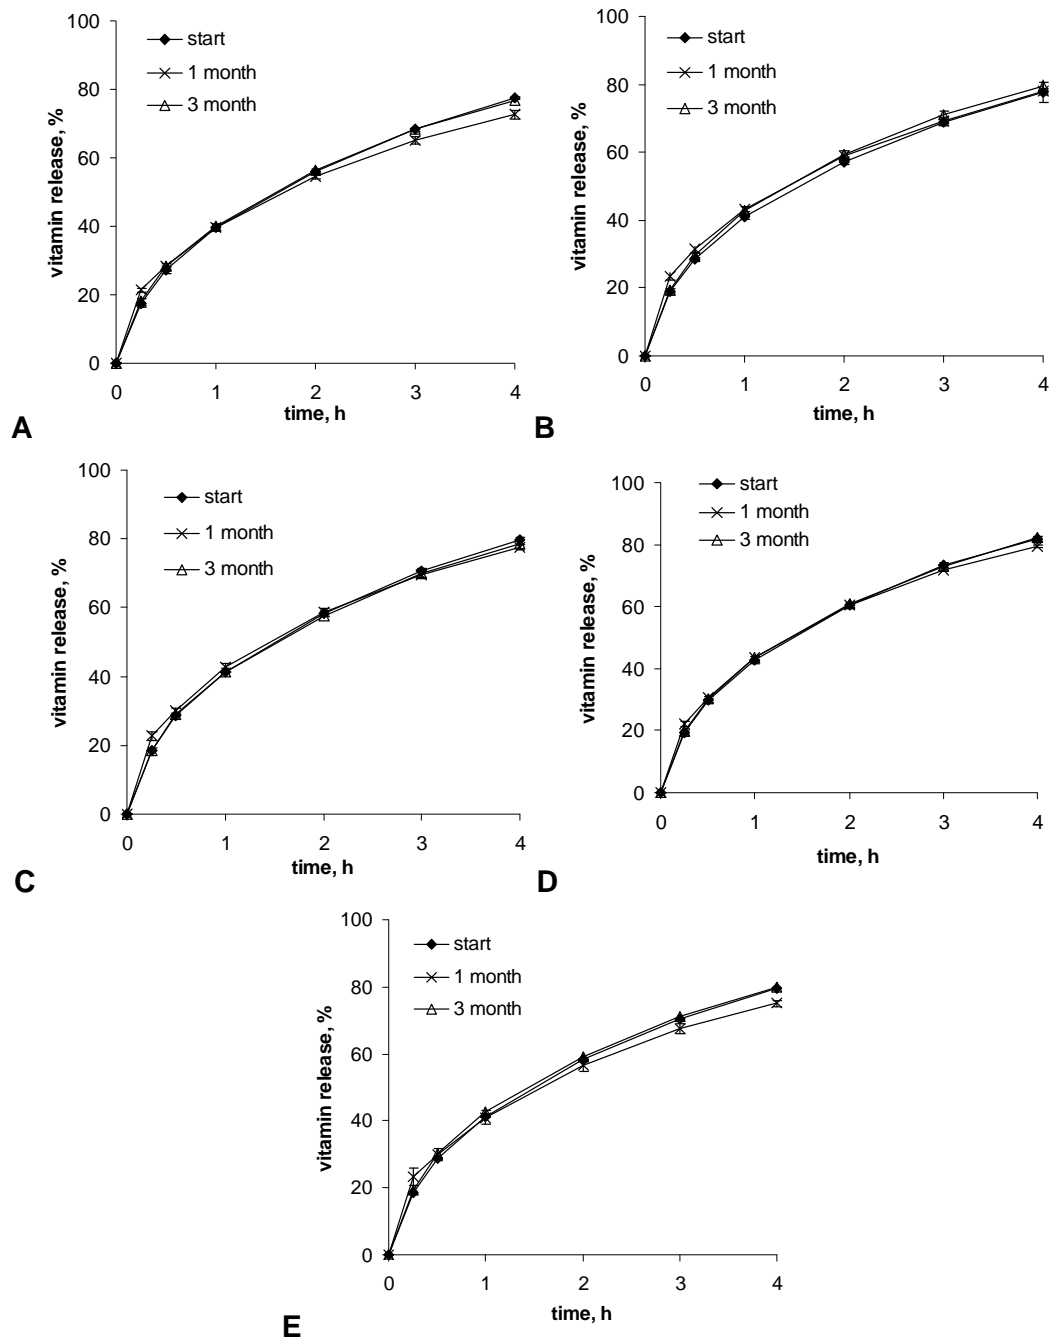 100
80
60
40
20
0
vitamin release, %
start
1 month
3 month
0 1 2 3 4
time, h
A
100
80
60
40
20
0
vitamin release, %
start
1 month
3 month
0 1 2 3 4
time, h
B
100
80
60
40
20
0
vitamin release, %
start
1 month
3 month
0 1 2 3 4
time, h
C
100
80
60
40
20
0
vitamin release, %
start
1 month
3 month
0 1 2 3 4
time, h
D
100
80
60
40
20
0
vitamin release, %
start
1 month
3 month
0 1 2 3 4
time, h
E